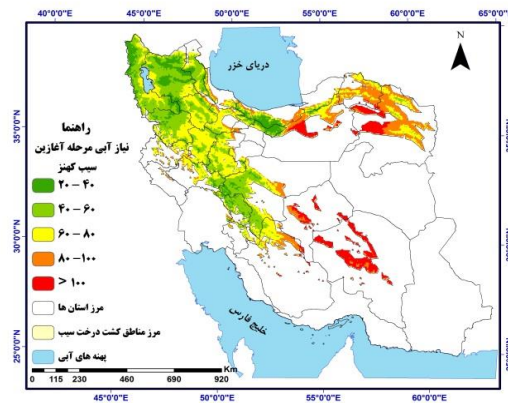 40°0'0"E 45°0'0"E 50°0'0"E 55°0'0"E 60°0'0"E 65°0'0"E
دریای خزر
35°0'0"N
30°0'0"N
25°0'0"N
راهنما
نیاز آبی مرحله آغازین
سیب کهنز
۲۰ – ۴۰
۴۰ – ۶۰
۶۰ – ۸۰
۸۰ –۱۰۰
> ۱۰۰
مرز استان ها
مرز مناطق کشت درخت سیب
پهنه های آبی
خلیج فارس
Km
0 115 230 460 690 920
45°0'0"E 50°0'0"E 55°0'0"E 60°0'0"E